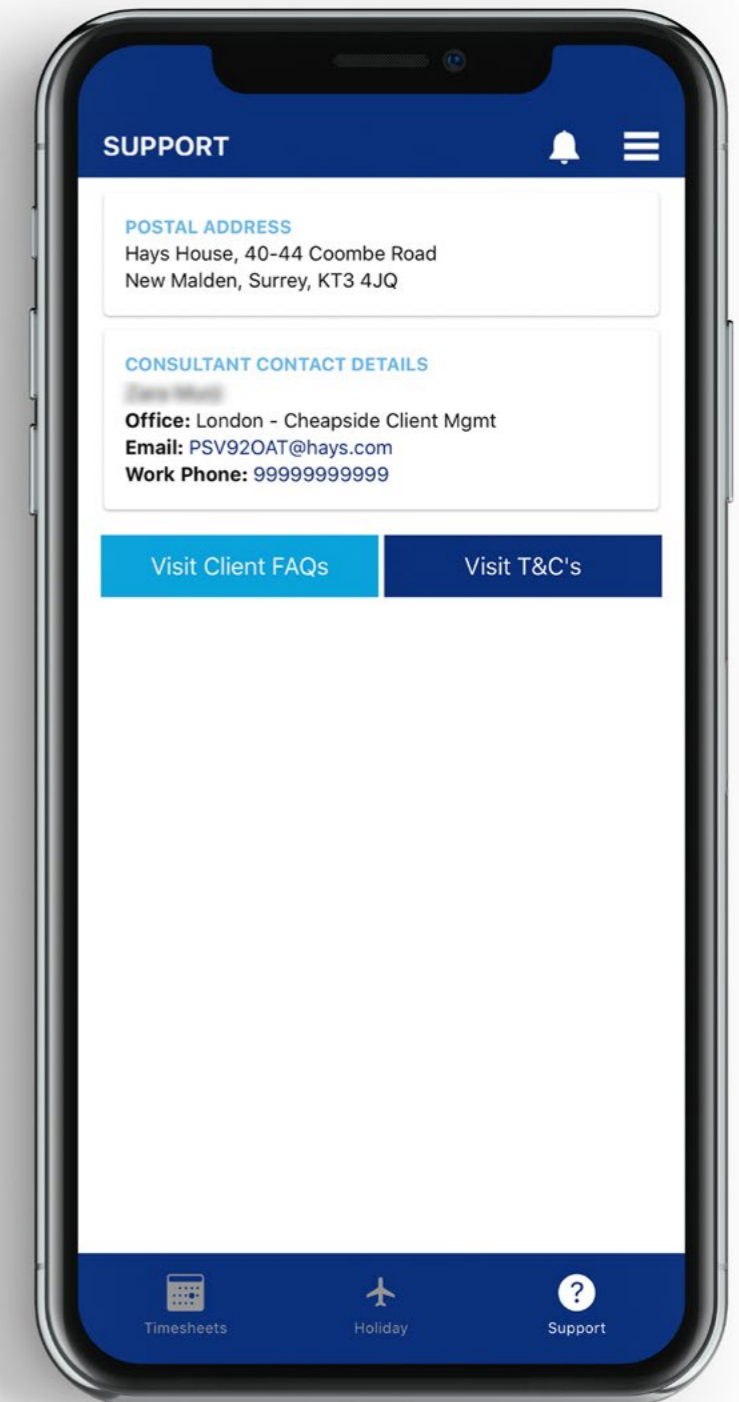 SUPPORT
POSTAL ADDRESS
Hays House, 40-44 Coombe Road
New Malden, Surrey, KT3 4JQ
CONSULTANT CONTACT DETAILS
Office: London - Cheapside Client Mgmt
Email: PSV92OAT@hays.com
Work Phone: 99999999999
Visit Client FAQs
Visit T&C's
Timesheets
Holiday
Support